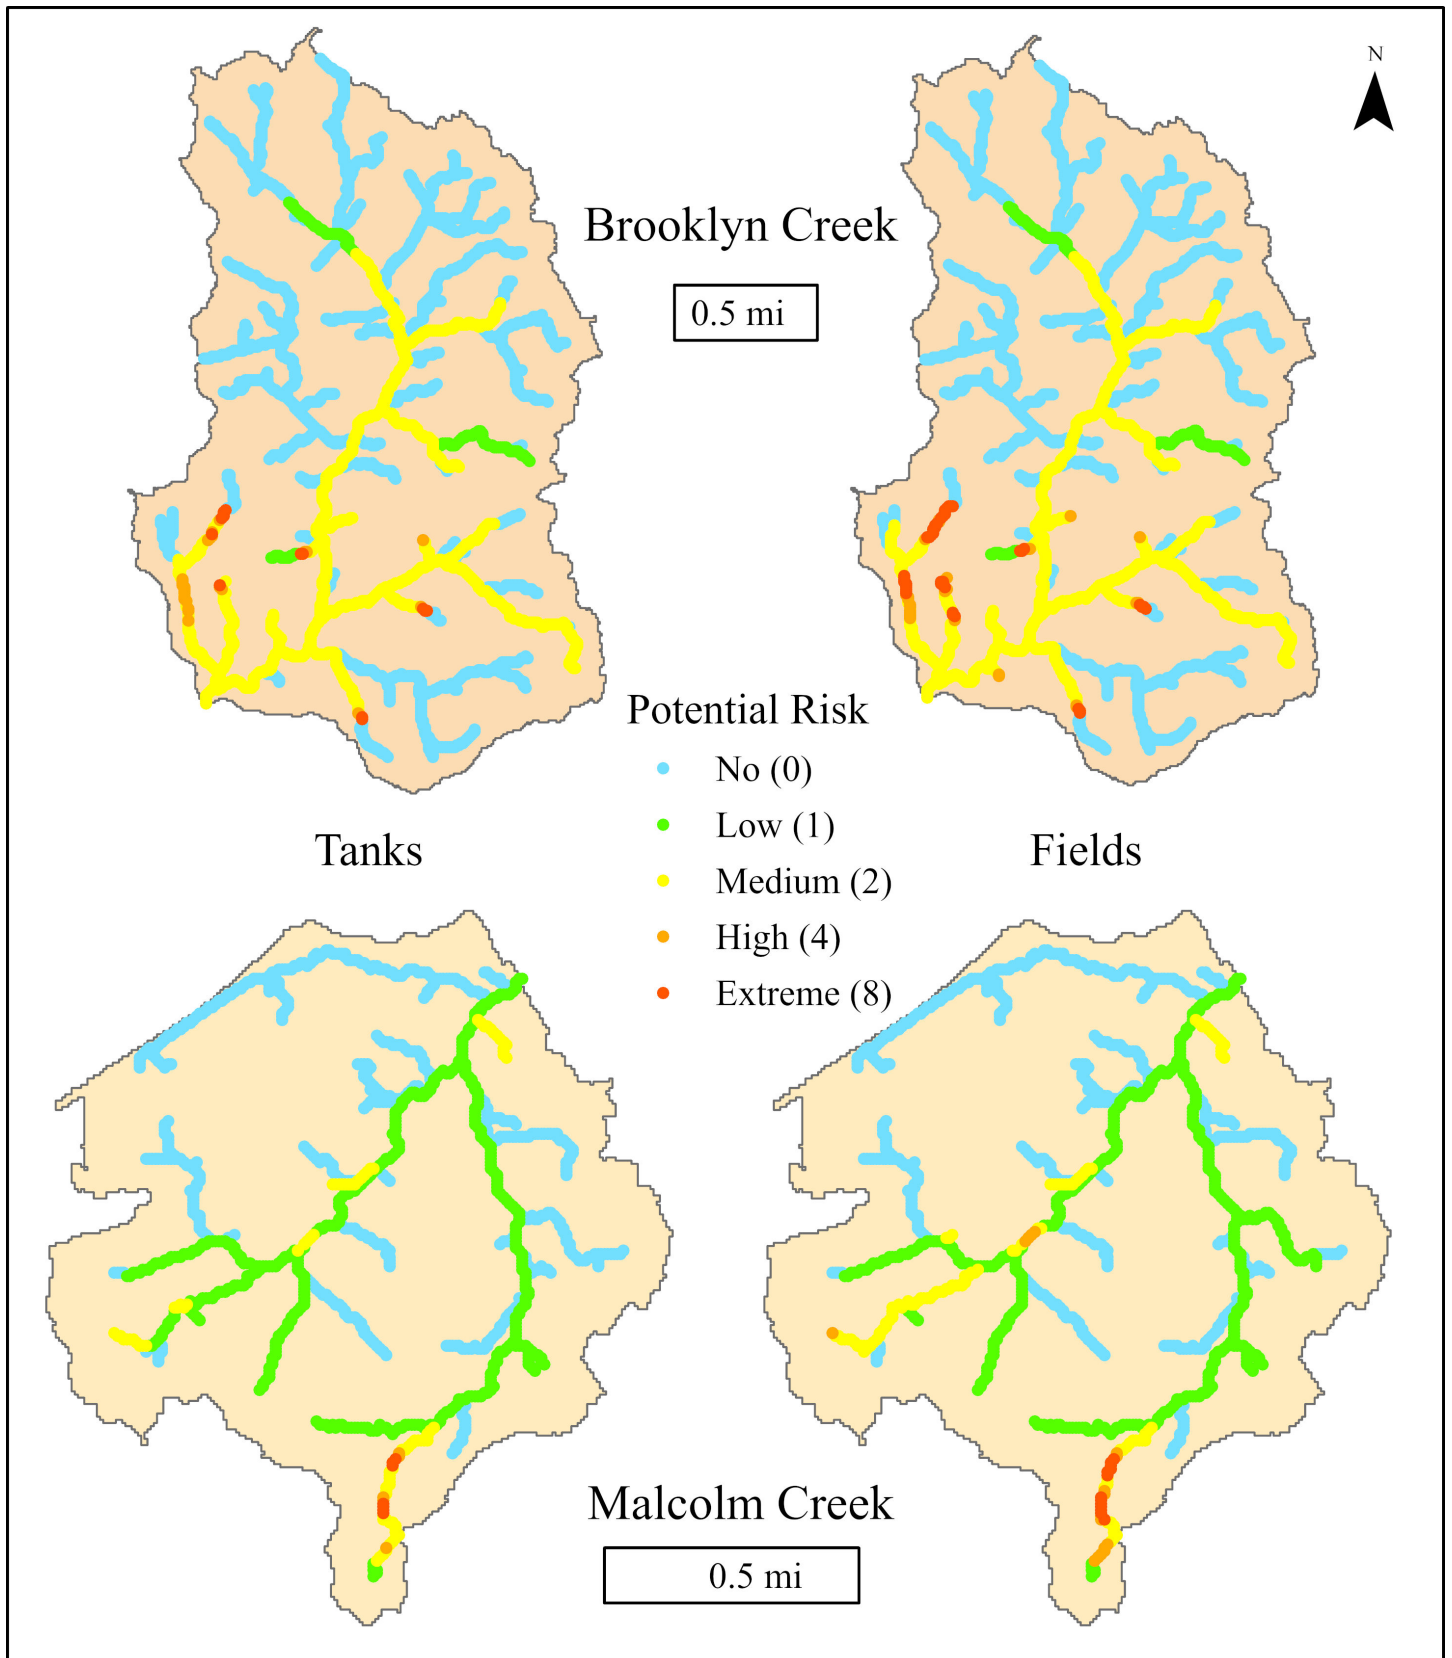 N
Brooklyn Creek
0.5 mi
Potential Risk
No (0)
Low (1)
Tanks
Fields
Medium (2)
High (4)
Extreme (8)
Malcolm Creek
0.5 mi